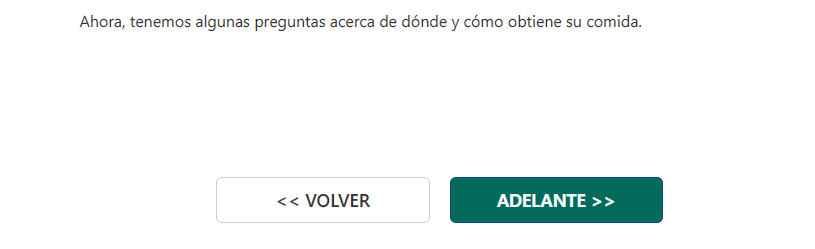 Ahora, tenemos algunas preguntas acerca de dónde y cómo obtiene su comida.
<< VOLVER
ADELANTE >>